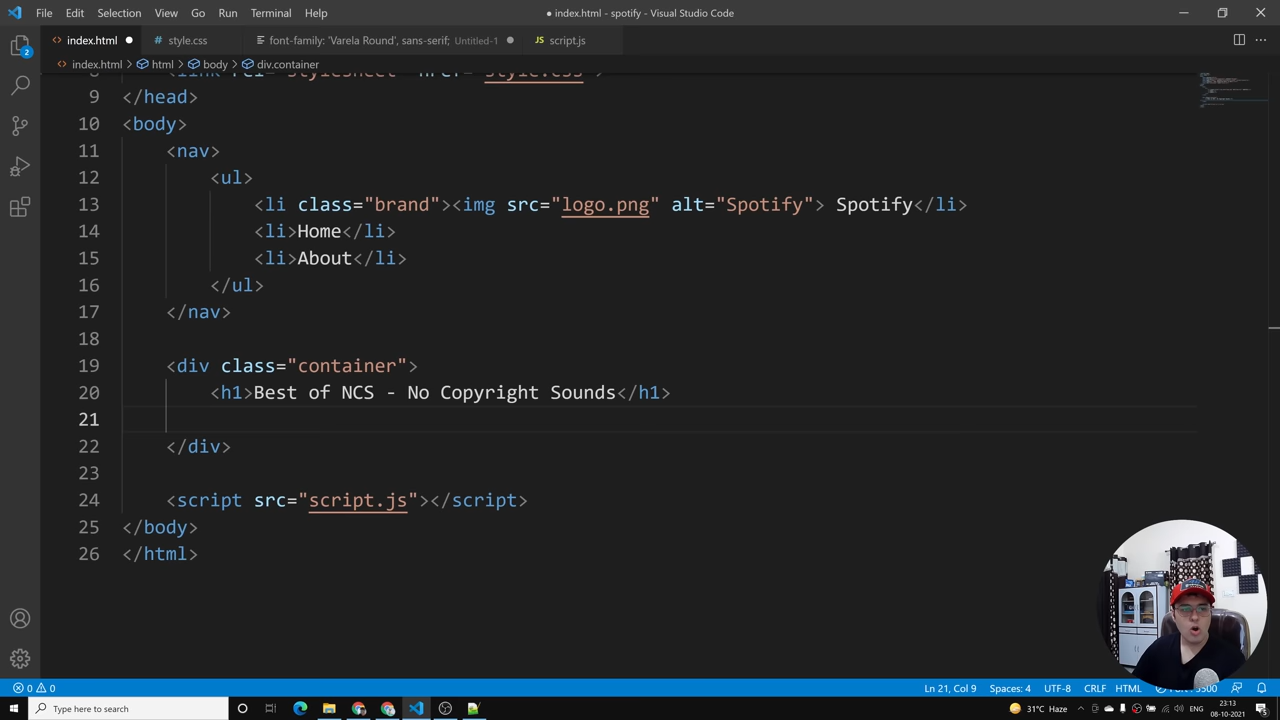 File Edit Selection View Go Run Terminal Help
● index.html - spotify - Visual Studio Code
index.html
style.css
font-family: 'Varela Round', sans-serif; Untitled-1
JS script.js
index.html > html > body > div.container
9 </head>
10 <body>
11 <nav>
12 <ul>
13 <li class="brand"><img src="logo.png" alt="Spotify"> Spotify</li>
14 <li>Home</li>
15 <li>About</li>
16 </ul>
17 </nav>
18
19 <div class="container">
20 <h1>Best of NCS - No Copyright Sounds</h1>
21
22 </div>
23
24 <script src="script.js"></script>
25 </body>
26 </html>
2
0 0
Ln 21, Col 9 Spaces: 4 UTF-8 CRLF HTML
Type here to search
31°C Haze
ENG
23:13
08-10-2021
5